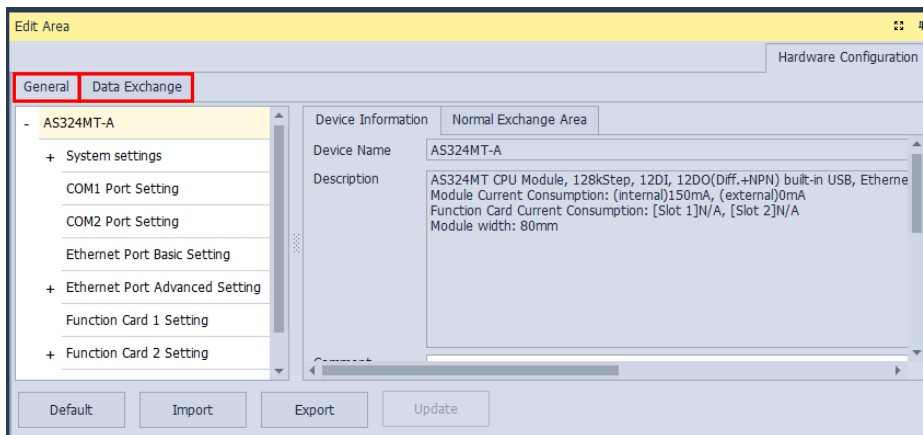 Edit Area
Hardware Configuration
General Data Exchange
- AS324MT-A
+ System settings
COM1 Port Setting
COM2 Port Setting
Ethernet Port Basic Setting
+ Ethernet Port Advanced Setting
Function Card 1 Setting
+ Function Card 2 Setting
Device Information Normal Exchange Area
Device Name AS324MT-A
Description AS324MT CPU Module, 128kStep, 12DI, 12DO(Diff.+NPN) built-in USB, Etherne
Module Current Consumption: (internal)150mA, (external)0mA
Function Card Current Consumption: [Slot 1]N/A, [Slot 2]N/A
Module width: 80mm
Default Import Export Update